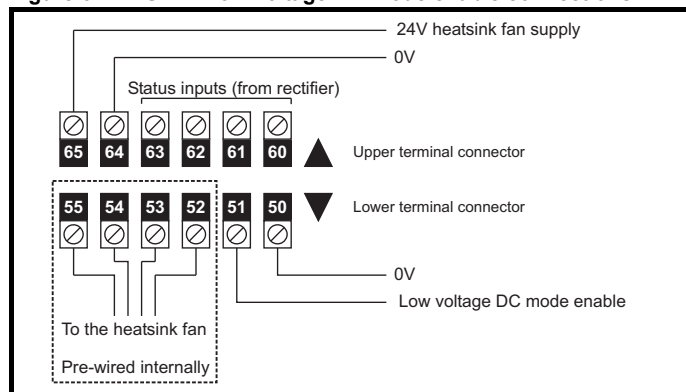 24V heatsink fan supply
0V
Status inputs (from rectifier)
65 64 63 62 61 60
Upper terminal connector
55 54 53 52 51 50
Lower terminal connector
0V
Low voltage DC mode enable
To the heatsink fan
Pre-wired internally